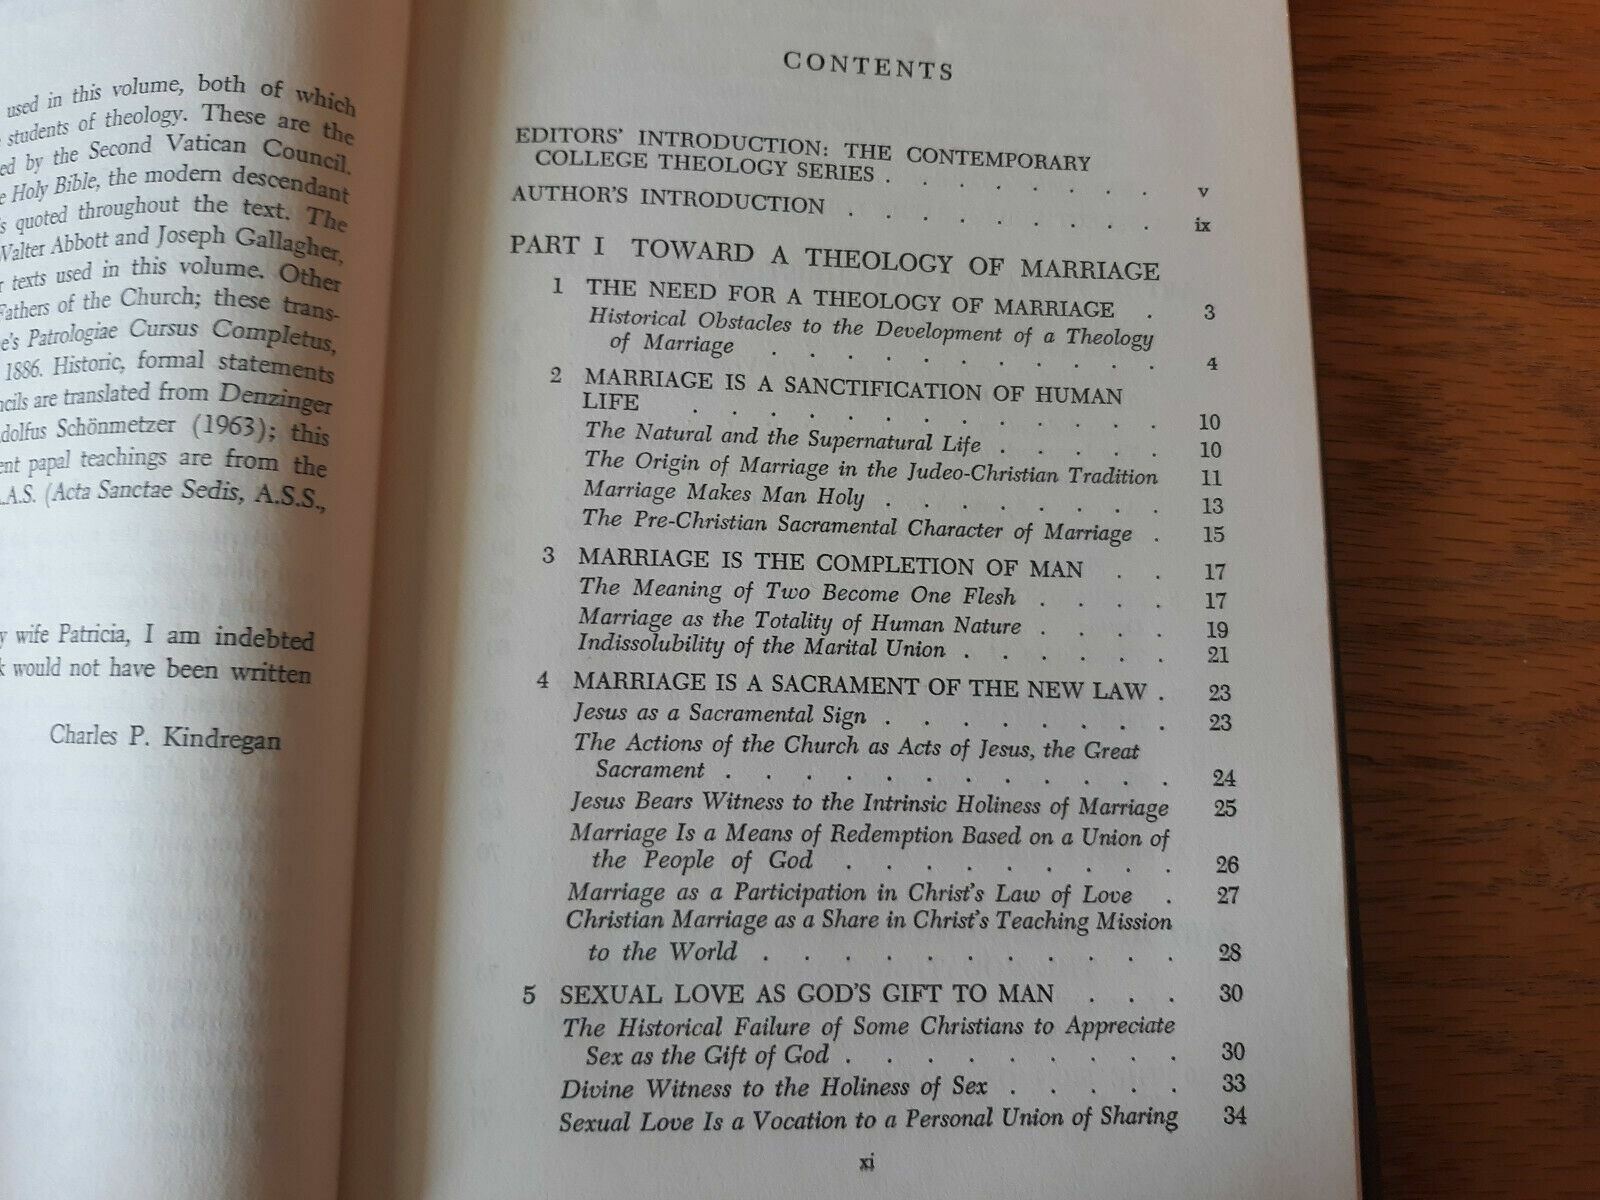 used in this volume, both of which
students of theology. These are the
ed by the Second Vatican Council.
e Holy Bible, the modern descendant
s quoted throughout the text. The
Walter Abbott and Joseph Gallagher,
r texts used in this volume. Other
Fathers of the Church; these trans-
e's Patrologiae Cursus Completus,
1886. Historic, formal statements
ncils are translated from Denzinger
dolfus Schönmetzer (1963); this
ent papal teachings are from the
.A.S. (Acta Sanctae Sedis, A.S.S.,
y wife Patricia, I am indebted
k would not have been written
Charles P. Kindregan
CONTENTS
EDITORS' INTRODUCTION: THE CONTEMPORARY
COLLEGE THEOLOGY SERIES . . . . . . . . v
AUTHOR'S INTRODUCTION . . . . . . . . ix
PART I TOWARD A THEOLOGY OF MARRIAGE
1 THE NEED FOR A THEOLOGY OF MARRIAGE . 3
Historical Obstacles to the Development of a Theology
of Marriage . . . . . . . . . . . 4
2 MARRIAGE IS A SANCTIFICATION OF HUMAN
LIFE . . . . . . . . . . . . 10
The Natural and the Supernatural Life . . . . . 10
The Origin of Marriage in the Judeo-Christian Tradition 11
Marriage Makes Man Holy . . . . . . . . 13
The Pre-Christian Sacramental Character of Marriage . 15
3 MARRIAGE IS THE COMPLETION OF MAN . . 17
The Meaning of Two Become One Flesh . . . . 17
Marriage as the Totality of Human Nature . . . . 19
Indissolubility of the Marital Union . . . . . . 21
4 MARRIAGE IS A SACRAMENT OF THE NEW LAW . 23
Jesus as a Sacramental Sign . . . . . . . . 23
The Actions of the Church as Acts of Jesus, the Great
Sacrament . . . . . . . . . . . . 24
Jesus Bears Witness to the Intrinsic Holiness of Marriage 25
Marriage Is a Means of Redemption Based on a Union of
the People of God . . . . . . . . . 26
Marriage as a Participation in Christ's Law of Love . 27
Christian Marriage as a Share in Christ's Teaching Mission
to the World . . . . . . . . . . . 28
5 SEXUAL LOVE AS GOD'S GIFT TO MAN . . . 30
The Historical Failure of Some Christians to Appreciate
Sex as the Gift of God . . . . . . . . . 30
Divine Witness to the Holiness of Sex . . . . . 33
Sexual Love Is a Vocation to a Personal Union of Sharing 34
xi